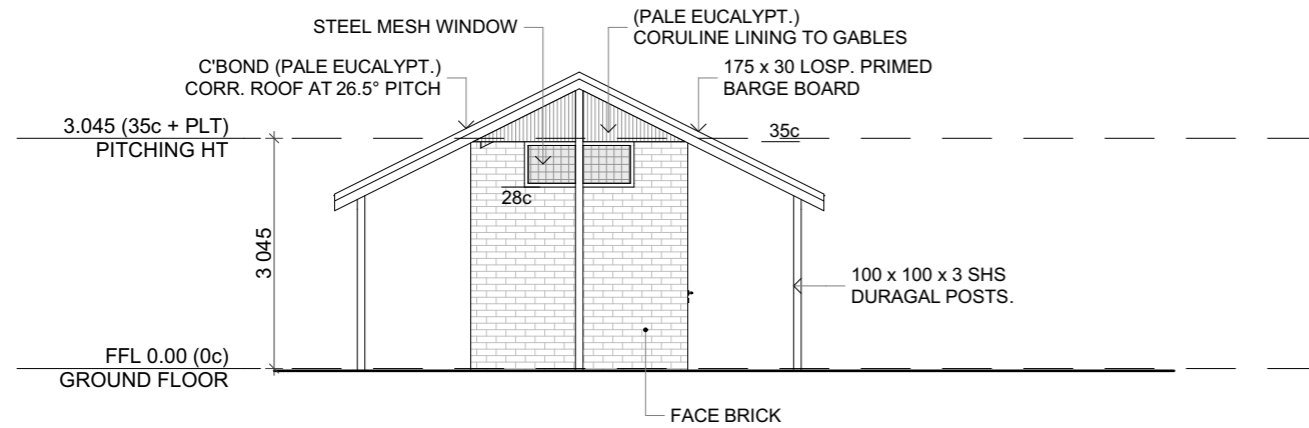 STEEL MESH WINDOW
(PALE EUCALYPT.)
CORULINE LINING TO GABLES
C'BOND (PALE EUCALYPT.)
CORR. ROOF AT 26.5° PITCH
175 x 30 LOSP. PRIMED
BARGE BOARD
3.045 (35c + PLT)
PITCHING HT
35c
28c
3 045
100 x 100 x 3 SHS
DURAGAL POSTS.
FFL 0.00 (0c)
GROUND FLOOR
FACE BRICK